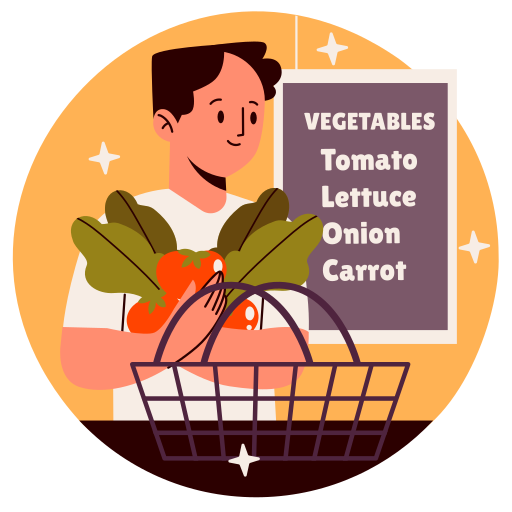 VEGETABLES
Tomato
Lettuce
Onion
Carrot